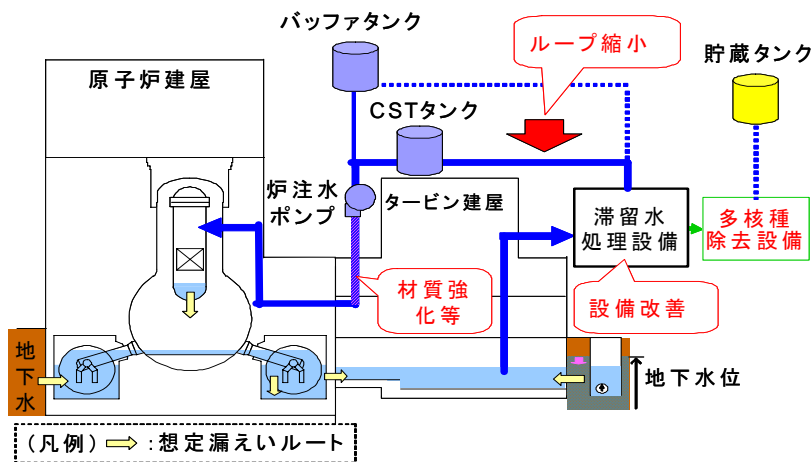 バッファタンク
ループ縮小
貯蔵タンク
原子炉建屋
CSTタンク
炉注水
ポンプ
タービン建屋
滞留水
処理設備
多核種
除去設備
材質強
化等
設備改善
地
下
水
地下水位
(凡例) :想定漏えいルート